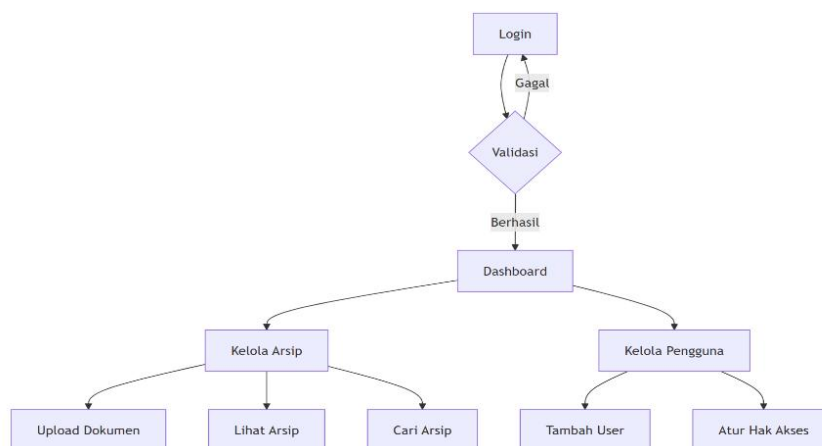 Login
Gagal
Validasi
Berhasil
Dashboard
Kelola Arsip
Kelola Pengguna
Upload Dokumen
Lihat Arsip
Cari Arsip
Tambah User
Atur Hak Akses